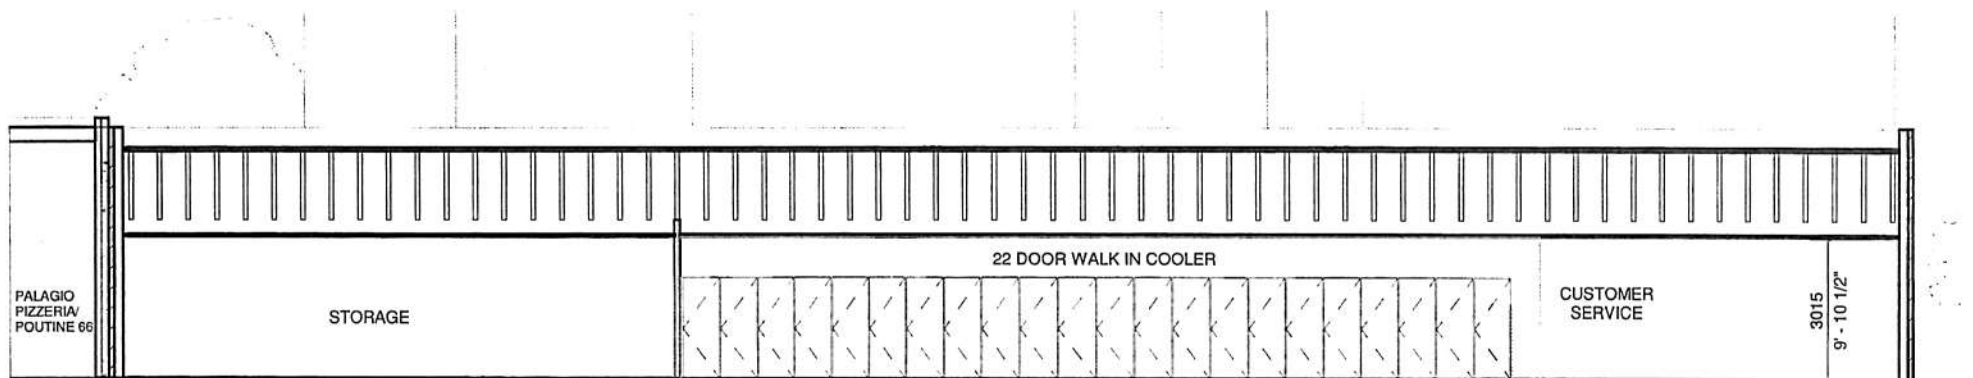 22 DOOR WALK IN COOLER
PALAGIO
PIZZERIA/
POUTINE 66
STORAGE
CUSTOMER
SERVICE
3015
9' - 10 1/2"